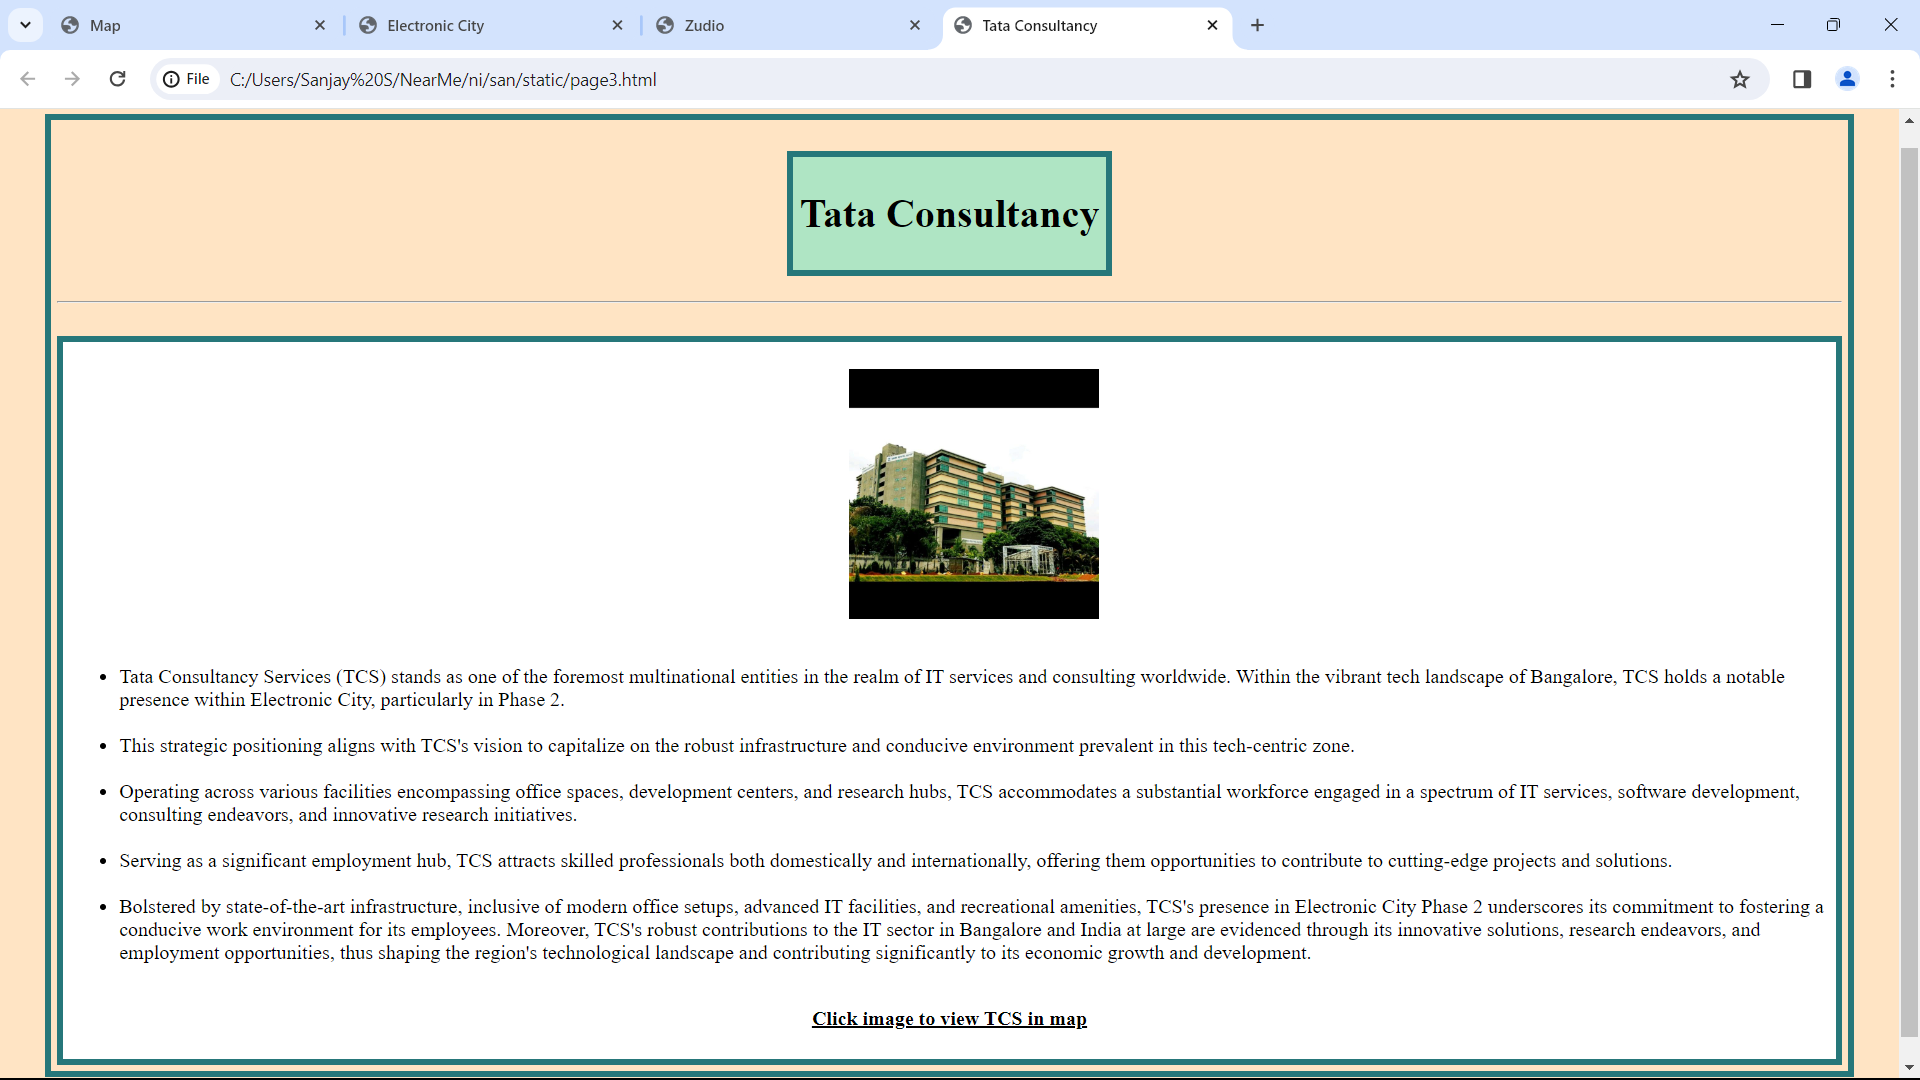 Map
Electronic City
Zudio
Tata Consultancy
File
C:/Users/Sanjay%20S/NearMe/ni/san/static/page3.html
Tata Consultancy
Tata Consultancy Services (TCS) stands as one of the foremost multinational entities in the realm of IT services and consulting worldwide. Within the vibrant tech landscape of Bangalore, TCS holds a notable
presence within Electronic City, particularly in Phase 2.
This strategic positioning aligns with TCS's vision to capitalize on the robust infrastructure and conducive environment prevalent in this tech-centric zone.
Operating across various facilities encompassing office spaces, development centers, and research hubs, TCS accommodates a substantial workforce engaged in a spectrum of IT services, software development,
consulting endeavors, and innovative research initiatives.
Serving as a significant employment hub, TCS attracts skilled professionals both domestically and internationally, offering them opportunities to contribute to cutting-edge projects and solutions.
Bolstered by state-of-the-art infrastructure, inclusive of modern office setups, advanced IT facilities, and recreational amenities, TCS's presence in Electronic City Phase 2 underscores its commitment to fostering a
conducive work environment for its employees. Moreover, TCS's robust contributions to the IT sector in Bangalore and India at large are evidenced through its innovative solutions, research endeavors, and
employment opportunities, thus shaping the region's technological landscape and contributing significantly to its economic growth and development.
Click image to view TCS in map